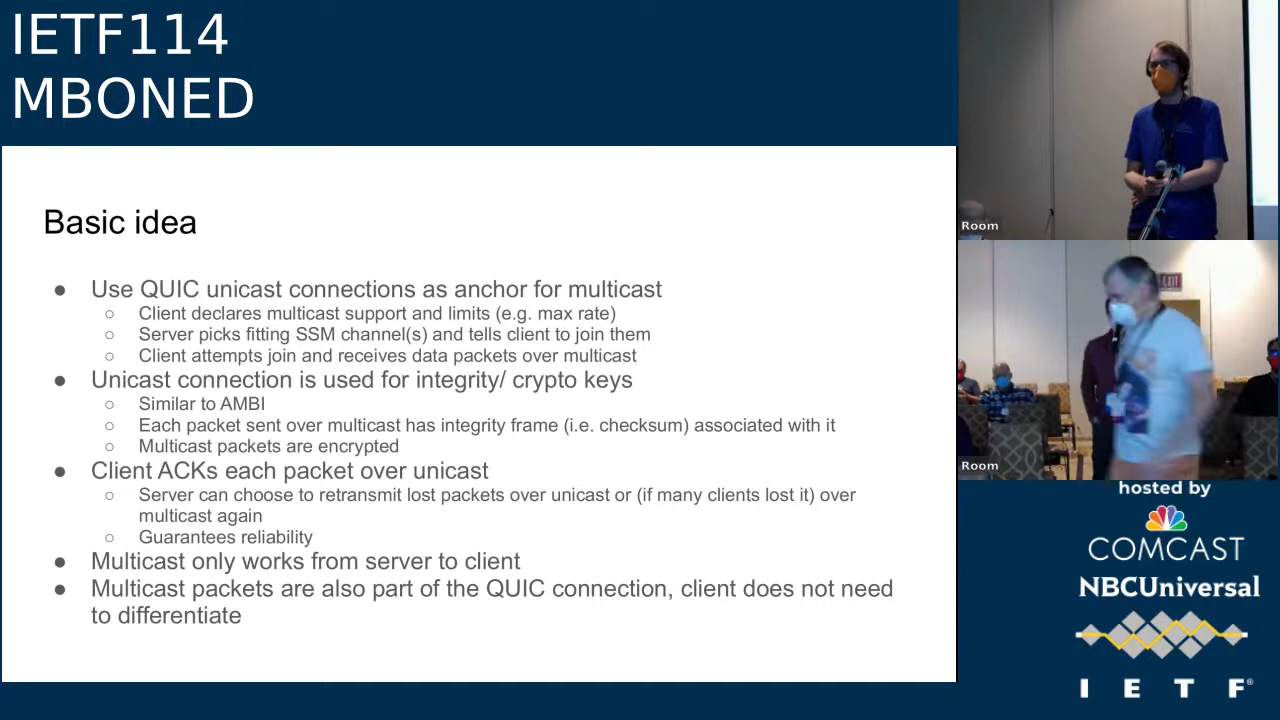 IETF114
MBONED
Basic idea
● Use QUIC unicast connections as anchor for multicast
○ Client declares multicast support and limits (e.g. max rate)
○ Server picks fitting SSM channel(s) and tells client to join them
○ Client attempts join and receives data packets over multicast
● Unicast connection is used for integrity/ crypto keys
○ Similar to AMBI
○ Each packet sent over multicast has integrity frame (i.e. checksum) associated with it
○ Multicast packets are encrypted
● Client ACKs each packet over unicast
○ Server can choose to retransmit lost packets over unicast or (if many clients lost it) over
multicast again
○ Guarantees reliability
● Multicast only works from server to client
● Multicast packets are also part of the QUIC connection, client does not need
to differentiate
Room
EXIT
Room
hosted by
COMCAST
NBCUniversal
I E T F®